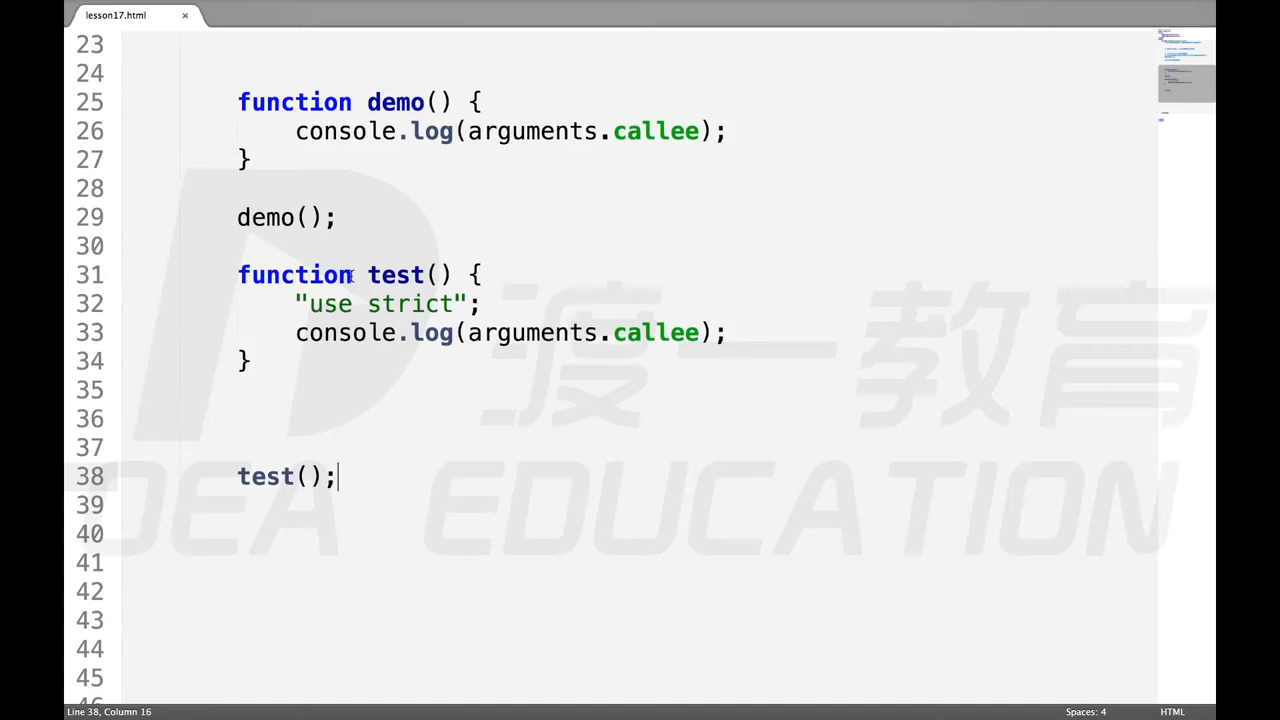 lesson17.html ×
23
24
25 function demo() {
26 console.log(arguments.callee);
27 }
28
29 demo();
30
31 function test() {
32 "use strict";
33 console.log(arguments.callee);
34 }
35
36
37
38 test();
39
40
41
42
43
44
45
46
渡一教育
IDEA EDUCATION
Line 38, Column 16 Spaces: 4 HTML